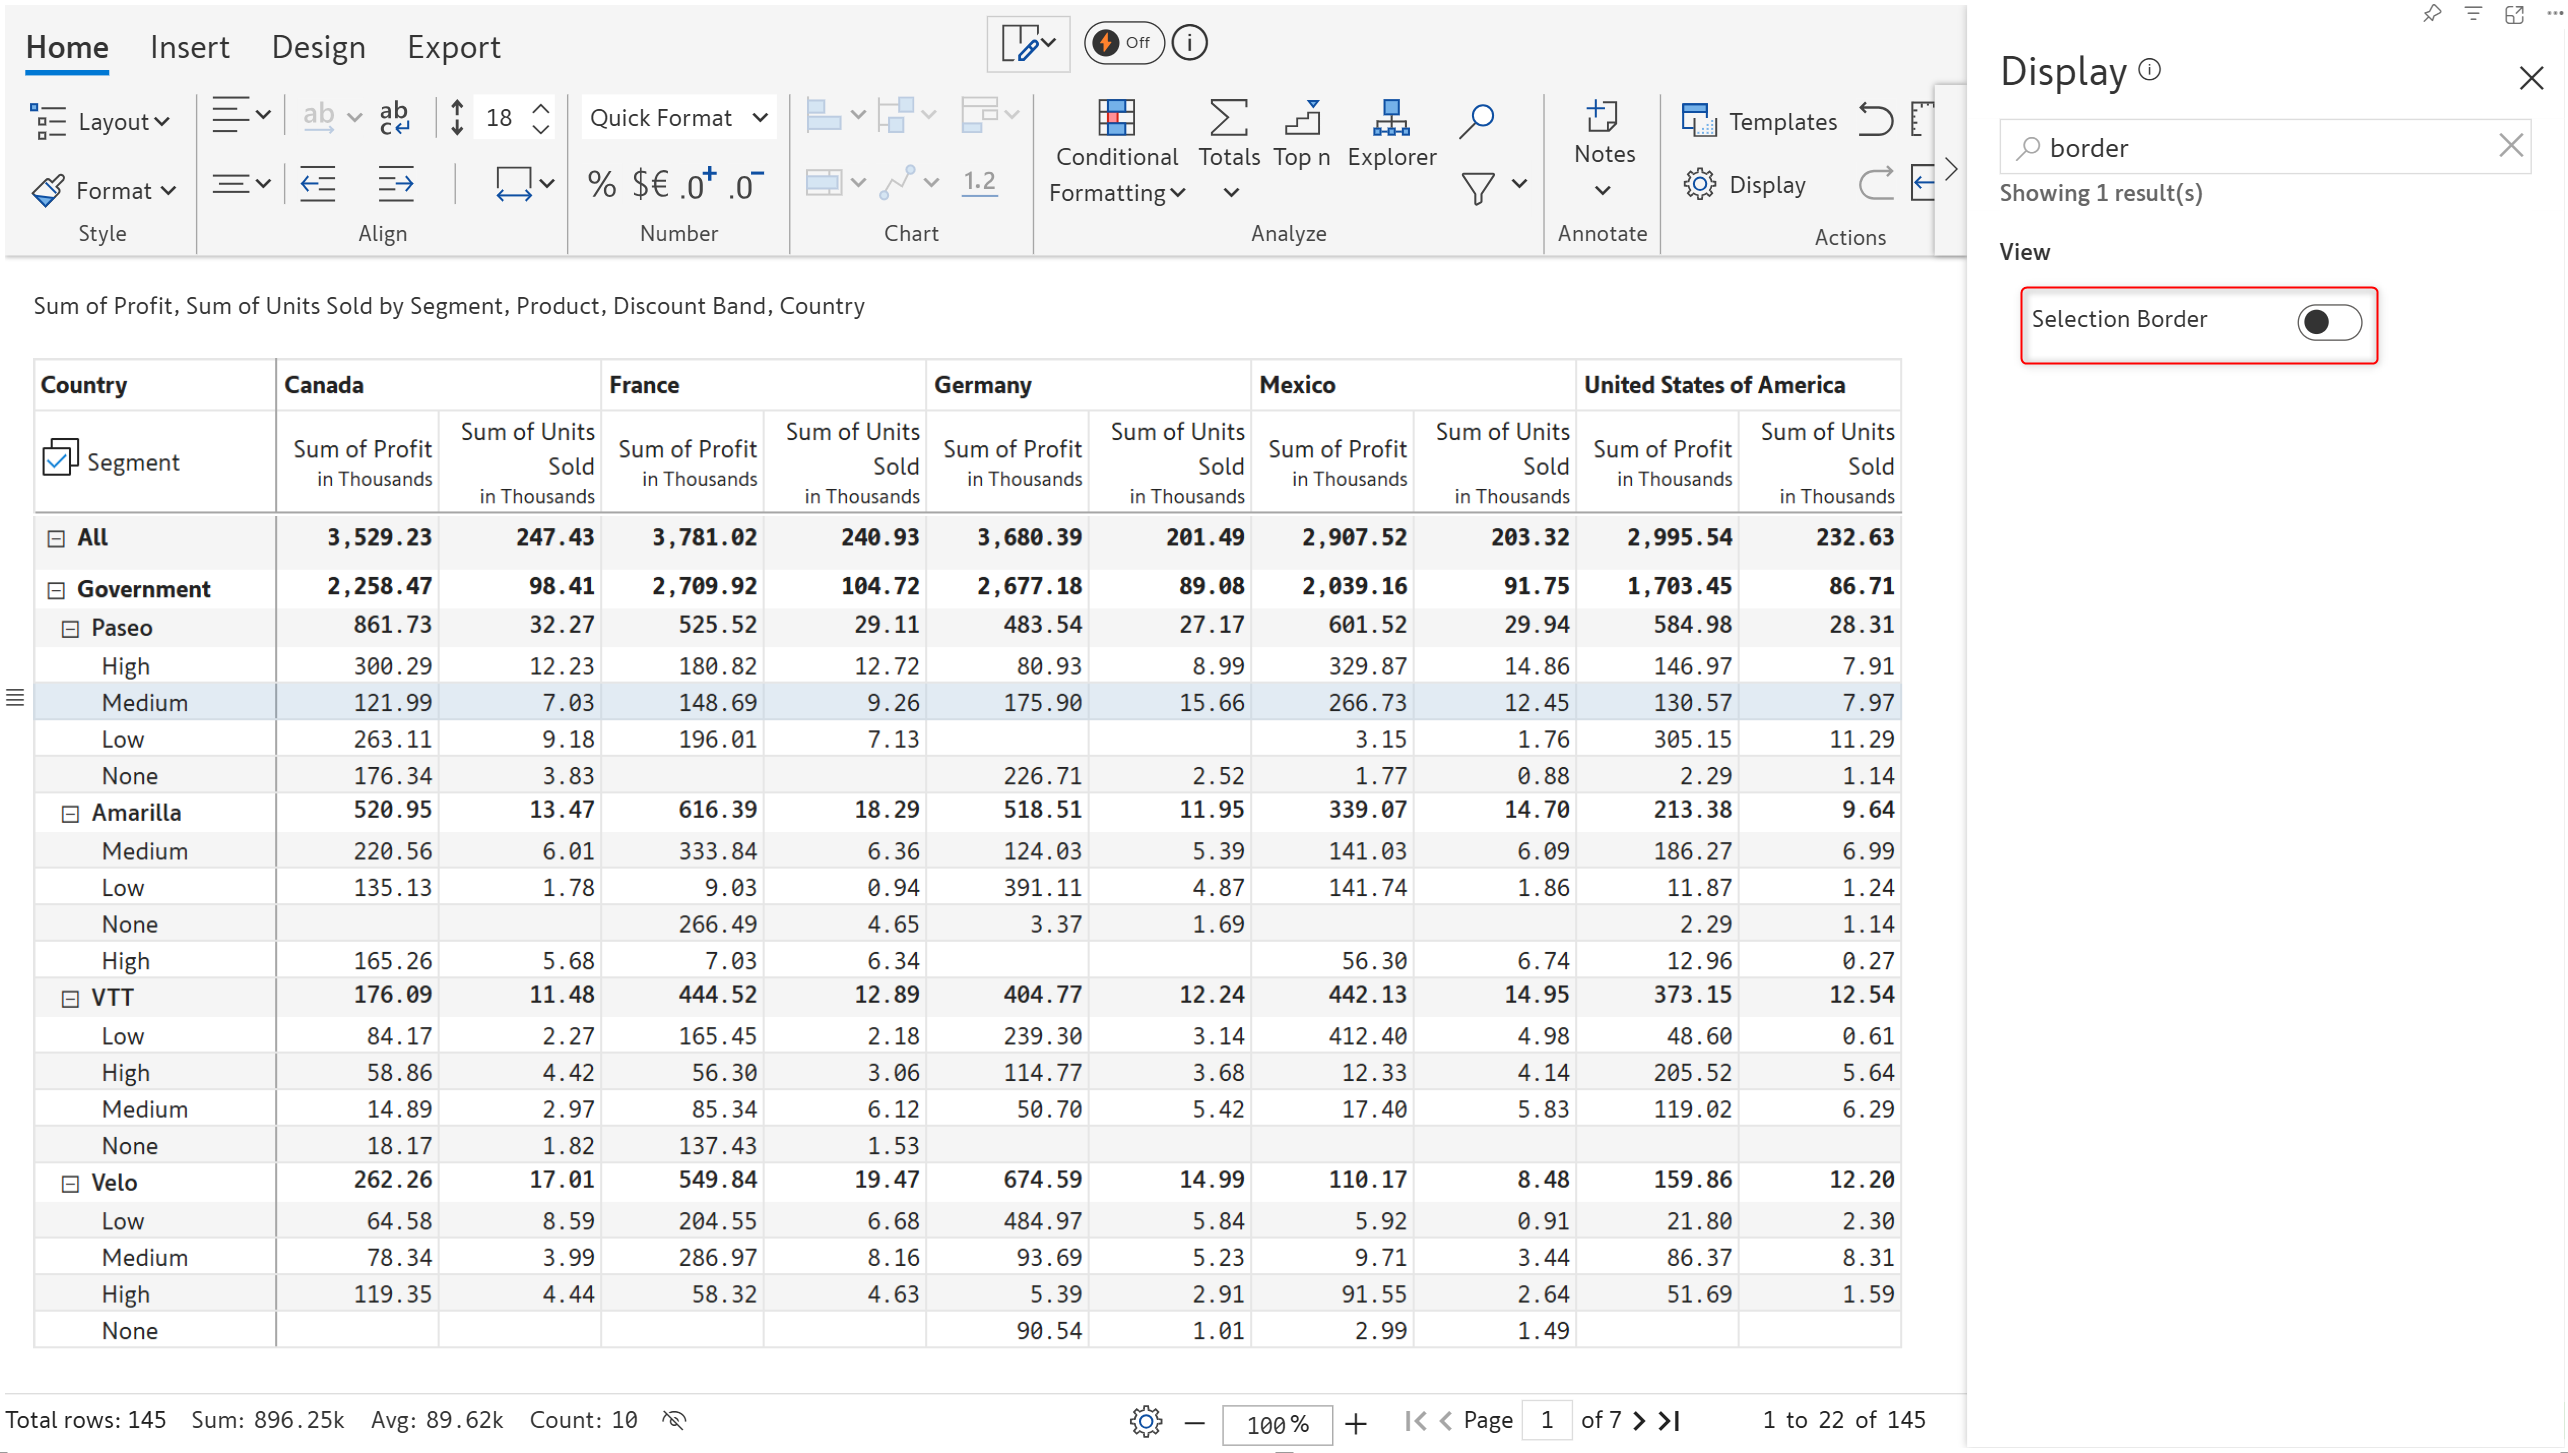 Home Insert Design Export Off
Layout ab ab c 18 Quick Format Conditional Formatting Totals Top n Explorer Notes Templates
Format % $€ .0+ .0- 1.2 Display
Style Align Number Chart Analyze Annotate Actions
Sum of Profit, Sum of Units Sold by Segment, Product, Discount Band, Country
Country Canada France Germany Mexico United States of America
Segment Sum of Profit in Thousands Sum of Units Sold in Thousands Sum of Profit in Thousands Sum of Units Sold in Thousands Sum of Profit in Thousands Sum of Units Sold in Thousands Sum of Profit in Thousands Sum of Units Sold in Thousands Sum of Profit in Thousands Sum of Units Sold in Thousands
All 3,529.23 247.43 3,781.02 240.93 3,680.39 201.49 2,907.52 203.32 2,995.54 232.63
Government 2,258.47 98.41 2,709.92 104.72 2,677.18 89.08 2,039.16 91.75 1,703.45 86.71
Paseo 861.73 32.27 525.52 29.11 483.54 27.17 601.52 29.94 584.98 28.31
High 300.29 12.23 180.82 12.72 80.93 8.99 329.87 14.86 146.97 7.91
Medium 121.99 7.03 148.69 9.26 175.90 15.66 266.73 12.45 130.57 7.97
Low 263.11 9.18 196.01 7.13 3.15 1.76 305.15 11.29
None 176.34 3.83 226.71 2.52 1.77 0.88 2.29 1.14
Amarilla 520.95 13.47 616.39 18.29 518.51 11.95 339.07 14.70 213.38 9.64
Medium 220.56 6.01 333.84 6.36 124.03 5.39 141.03 6.09 186.27 6.99
Low 135.13 1.78 9.03 0.94 391.11 4.87 141.74 1.86 11.87 1.24
None 266.49 4.65 3.37 1.69 2.29 1.14
High 165.26 5.68 7.03 6.34 56.30 6.74 12.96 0.27
VTT 176.09 11.48 444.52 12.89 404.77 12.24 442.13 14.95 373.15 12.54
Low 84.17 2.27 165.45 2.18 239.30 3.14 412.40 4.98 48.60 0.61
High 58.86 4.42 56.30 3.06 114.77 3.68 12.33 4.14 205.52 5.64
Medium 14.89 2.97 85.34 6.12 50.70 5.42 17.40 5.83 119.02 6.29
None 18.17 1.82 137.43 1.53
Velo 262.26 17.01 549.84 19.47 674.59 14.99 110.17 8.48 159.86 12.20
Low 64.58 8.59 204.55 6.68 484.97 5.84 5.92 0.91 21.80 2.30
Medium 78.34 3.99 286.97 8.16 93.69 5.23 9.71 3.44 86.37 8.31
High 119.35 4.44 58.32 4.63 5.39 2.91 91.55 2.64 51.69 1.59
None 90.54 1.01 2.99 1.49
Total rows: 145 Sum: 896.25k Avg: 89.62k Count: 10 100% Page 1 of 7 1 to 22 of 145
Display
border
Showing 1 result(s)
View
Selection Border